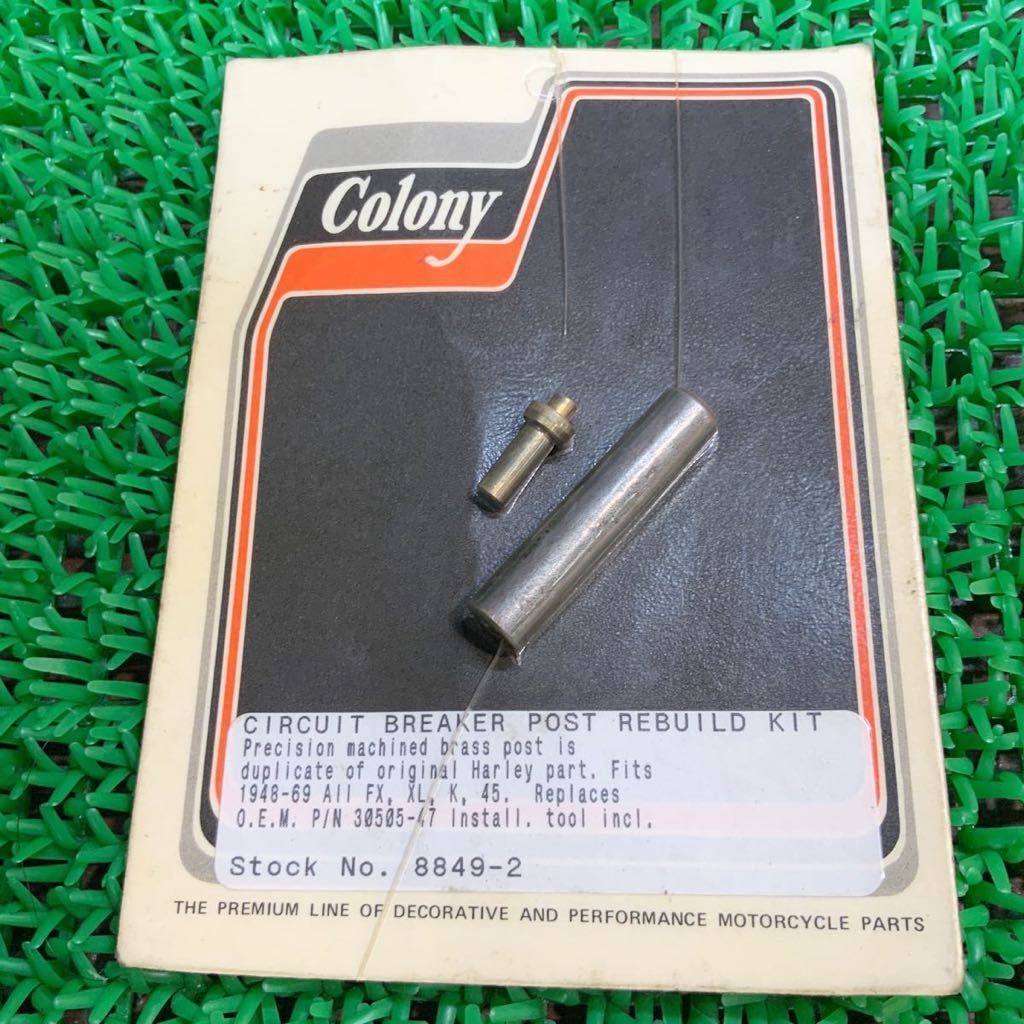 Colony
CIRCUIT BREAKER POST REBUILD KIT
Precision machined brass post is
duplicate of original Harley part. Fits
1948-69 All FX, XL, K, 45. Replaces
O.E.M. P/N 30505-47 Install. tool incl.
Stock No. 8849-2
THE PREMIUM LINE OF DECORATIVE AND PERFORMANCE MOTORCYCLE PARTS